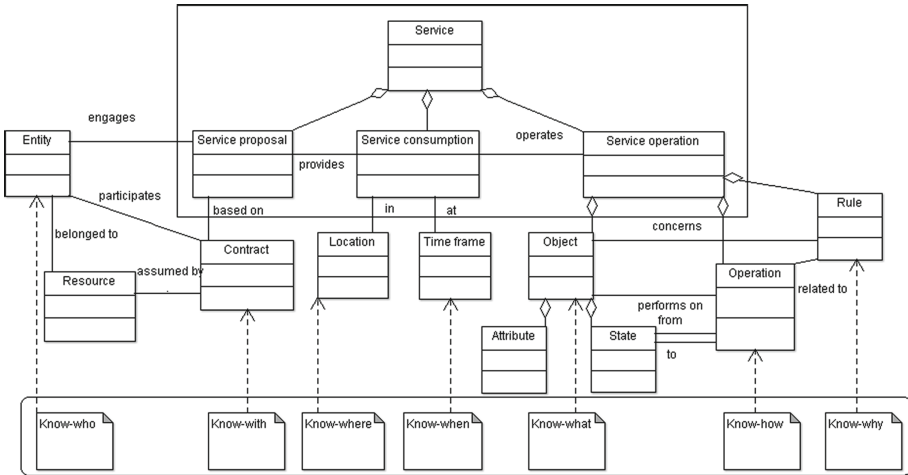 Service
engages
Entity
Service proposal
Service consumption
operates
Service operation
provides
participates
based on
in
at
Rule
belonged to
Contract
Location
Time frame
Object
concerns
Resource
assumed by
Operation
related to
performs on
from
Attribute
State
to
Know-who
Know-with
Know-where
Know-when
Know-what
Know-how
Know-why